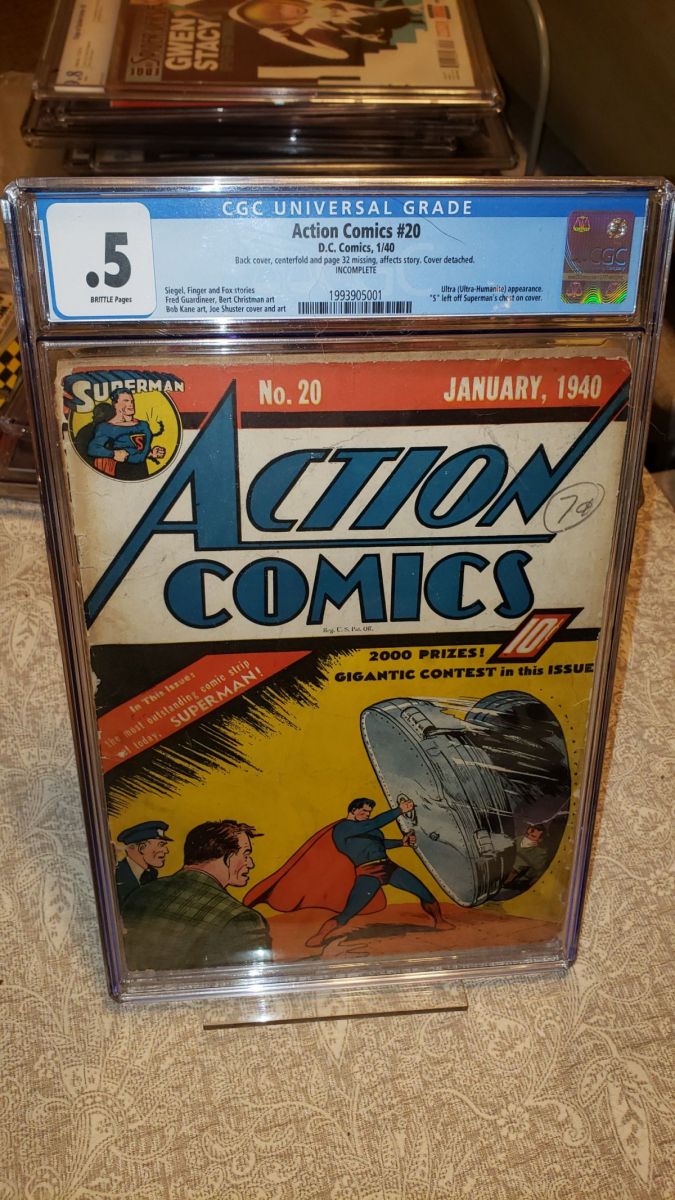 9.8
1001
GWEN
STACY
CGC UNIVERSAL GRADE
.5
BRITTLE Pages
Action Comics #20
D.C. Comics, 1/40
Back cover, centerfold and page 32 missing, affects story. Cover detached.
INCOMPLETE
Siegel, Finger and Fox stories
Fred Guardineer, Bert Christman art
Bob Kane art, Joe Shuster cover and art
1993905001
Ultra (Ultra-Humanite) appearance.
"S" left off Superman's chest on cover.
CGC
SUPERMAN
S
No. 20
JANUARY, 1940
ACTION
COMICS
7¢
Reg. U. S. Pat. Off.
10¢
2000 PRIZES!
GIGANTIC CONTEST in this ISSUE
In This Issue:
the most outstanding comic strip
of today, SUPERMAN!